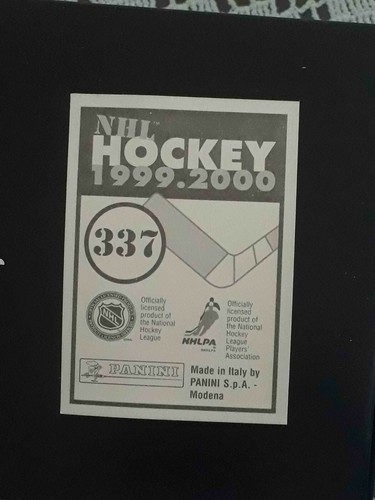 NHL
HOCKEY
1999.2000
337
NHL
Officially
licensed
product of
the National
Hockey
League
NHLPA
Officially
licensed
product of
the National
Hockey
League
Players'
Association
PANINI
Made in Italy by
PANINI S.p.A. -
Modena